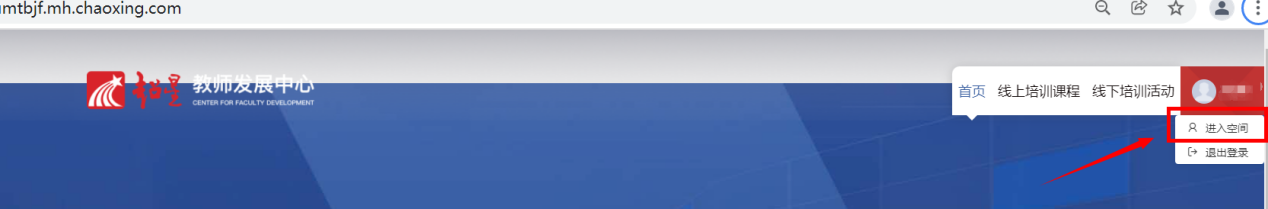 mtbjf.mh.chaoxing.com
超星
教师发展中心
CENTER FOR FACULTY DEVELOPMENT
首页 线上培训课程 线下培训活动
进入空间
退出登录